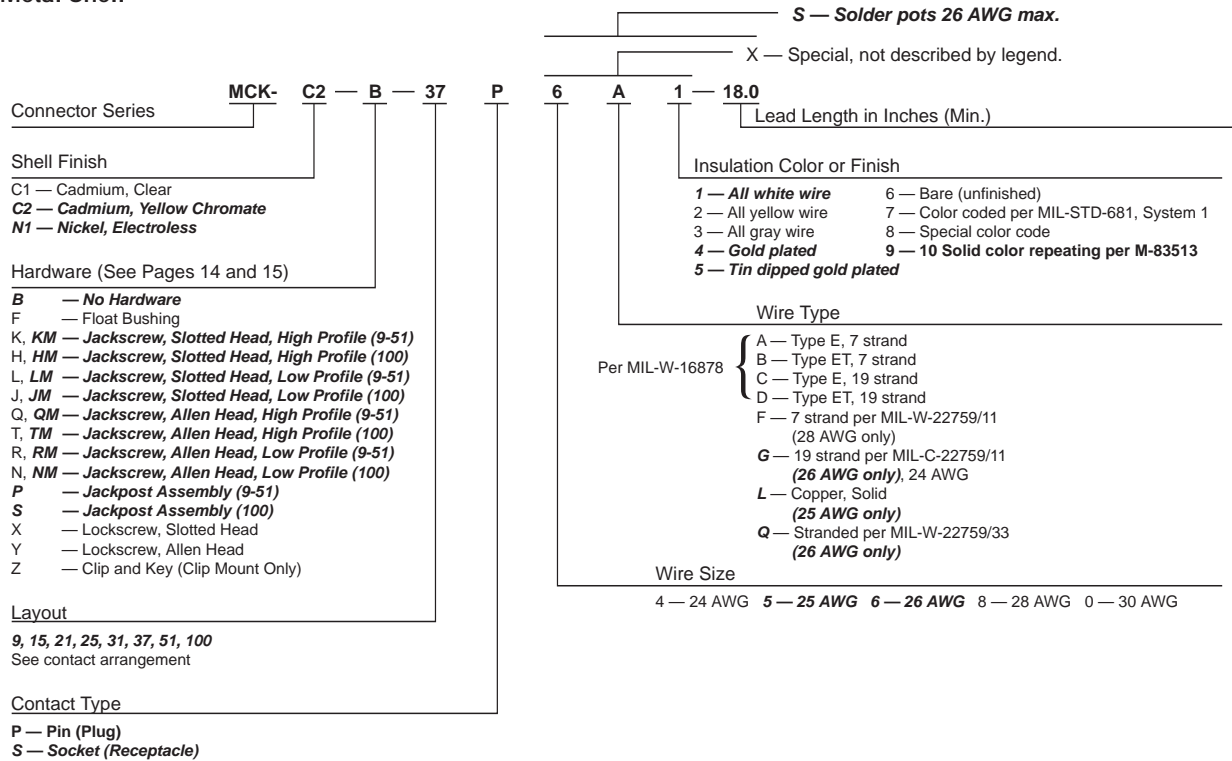 Metal Shell
S — Solder pots 26 AWG max.
X — Special, not described by legend.
MCK- C2 — B — 37 P 6 A 1 — 18.0
Connector Series
Lead Length in Inches (Min.)
Shell Finish
C1 — Cadmium, Clear
C2 — Cadmium, Yellow Chromate
N1 — Nickel, Electroless
Insulation Color or Finish
1 — All white wire
2 — All yellow wire
3 — All gray wire
4 — Gold plated
5 — Tin dipped gold plated
6 — Bare (unfinished)
7 — Color coded per MIL-STD-681, System 1
8 — Special color code
9 — 10 Solid color repeating per M-83513
Hardware (See Pages 14 and 15)
B — No Hardware
F — Float Bushing
K, KM — Jackscrew, Slotted Head, High Profile (9-51)
H, HM — Jackscrew, Slotted Head, High Profile (100)
L, LM — Jackscrew, Slotted Head, Low Profile (9-51)
J, JM — Jackscrew, Slotted Head, Low Profile (100)
Q, QM — Jackscrew, Allen Head, High Profile (9-51)
T, TM — Jackscrew, Allen Head, High Profile (100)
R, RM — Jackscrew, Allen Head, Low Profile (9-51)
N, NM — Jackscrew, Allen Head, Low Profile (100)
P — Jackpost Assembly (9-51)
S — Jackpost Assembly (100)
X — Lockscrew, Slotted Head
Y — Lockscrew, Allen Head
Z — Clip and Key (Clip Mount Only)
Wire Type
Per MIL-W-16878
A — Type E, 7 strand
B — Type ET, 7 strand
C — Type E, 19 strand
D — Type ET, 19 strand
F — 7 strand per MIL-W-22759/11
(28 AWG only)
G — 19 strand per MIL-C-22759/11
(26 AWG only), 24 AWG
L — Copper, Solid
(25 AWG only)
Q — Stranded per MIL-W-22759/33
(26 AWG only)
Wire Size
4 — 24 AWG 5 — 25 AWG 6 — 26 AWG 8 — 28 AWG 0 — 30 AWG
Layout
9, 15, 21, 25, 31, 37, 51, 100
See contact arrangement
Contact Type
P — Pin (Plug)
S — Socket (Receptacle)